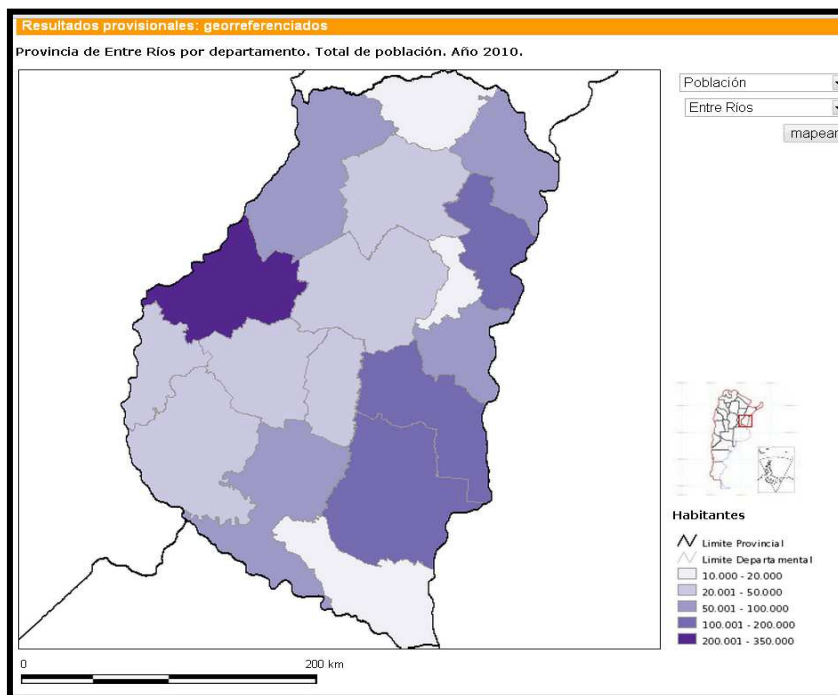 Resultados provisionales: georreferenciados
Provincia de Entre Ríos por departamento. Total de población. Año 2010.
Población
Entre Ríos
mapear
Habitantes
Limite Provincial
Limite Departamental
10.000 - 20.000
20.001 - 50.000
50.001 - 100.000
100.001 - 200.000
200.001 - 350.000
0 200 km